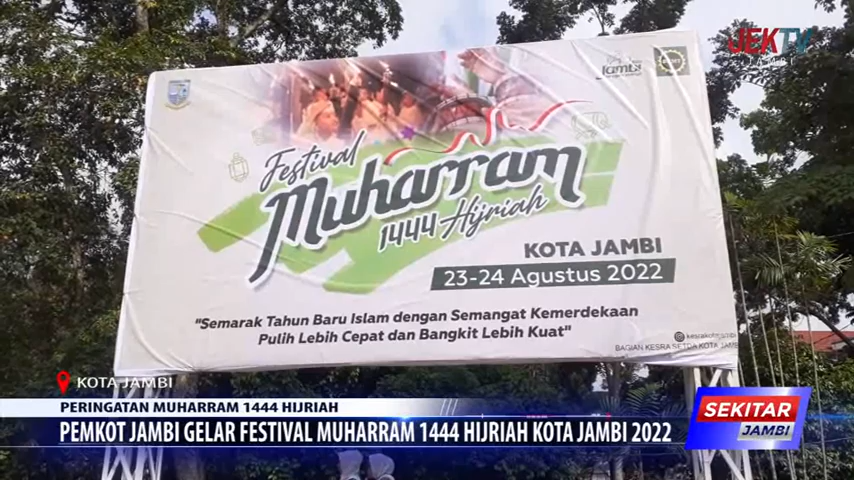 JEKTV
JAMBI
Festival
Muharram
1444 Hijriah
KOTA JAMBI
23-24 Agustus 2022
"Semarak Tahun Baru Islam dengan Semangat Kemerdekaan
Pulih Lebih Cepat dan Bangkit Lebih Kuat"
kesrakotajambi
BAGIAN KESRA SETDA KOTA JAMBI
KOTA JAMBI
PERINGATAN MUHARRAM 1444 HIJRIAH
PEMKOT JAMBI GELAR FESTIVAL MUHARRAM 1444 HIJRIAH KOTA JAMBI 2022
SEKITAR
JAMBI